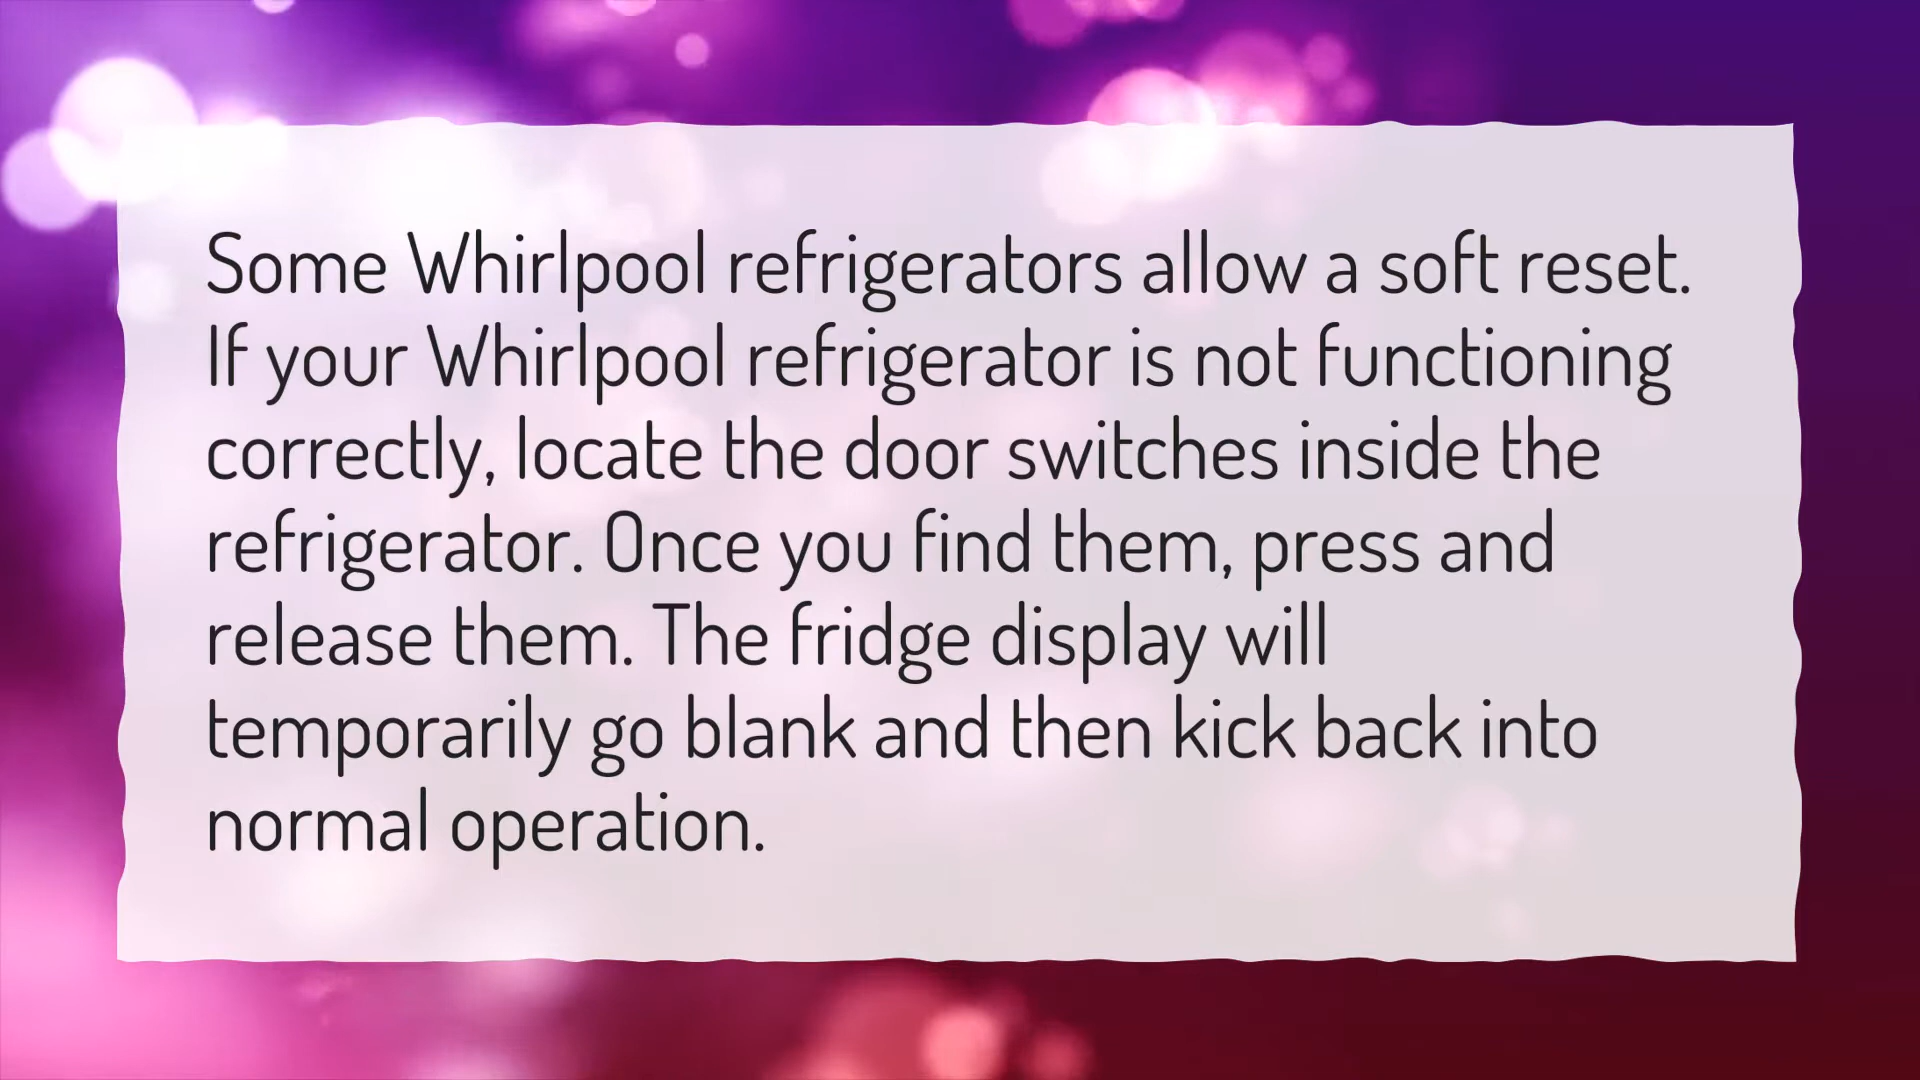 Some Whirlpool refrigerators allow a soft reset.
If your Whirlpool refrigerator is not functioning
correctly, locate the door switches inside the
refrigerator. Once you find them, press and
release them. The fridge display will
temporarily go blank and then kick back into
normal operation.